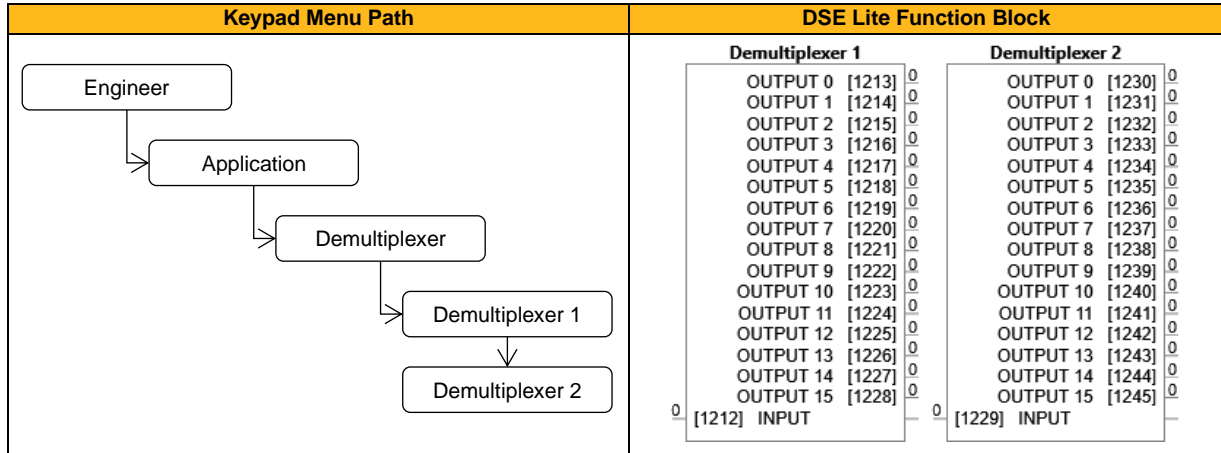 Keypad Menu Path
DSE Lite Function Block
Engineer
Application
Demultiplexer
Demultiplexer 1
Demultiplexer 2
Demultiplexer 1
OUTPUT 0 [1213] 0
OUTPUT 1 [1214] 0
OUTPUT 2 [1215] 0
OUTPUT 3 [1216] 0
OUTPUT 4 [1217] 0
OUTPUT 5 [1218] 0
OUTPUT 6 [1219] 0
OUTPUT 7 [1220] 0
OUTPUT 8 [1221] 0
OUTPUT 9 [1222] 0
OUTPUT 10 [1223] 0
OUTPUT 11 [1224] 0
OUTPUT 12 [1225] 0
OUTPUT 13 [1226] 0
OUTPUT 14 [1227] 0
OUTPUT 15 [1228] 0
0 [1212] INPUT
Demultiplexer 2
OUTPUT 0 [1230] 0
OUTPUT 1 [1231] 0
OUTPUT 2 [1232] 0
OUTPUT 3 [1233] 0
OUTPUT 4 [1234] 0
OUTPUT 5 [1235] 0
OUTPUT 6 [1236] 0
OUTPUT 7 [1237] 0
OUTPUT 8 [1238] 0
OUTPUT 9 [1239] 0
OUTPUT 10 [1240] 0
OUTPUT 11 [1241] 0
OUTPUT 12 [1242] 0
OUTPUT 13 [1243] 0
OUTPUT 14 [1244] 0
OUTPUT 15 [1245] 0
0 [1229] INPUT